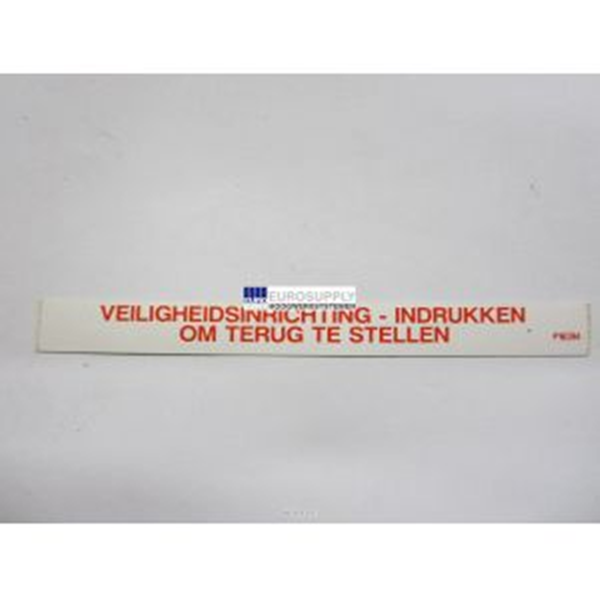 EUROSUPPLY
VEILIGHEIDSINRICHTING - INDRUKKEN
OM TERUG TE STELLEN